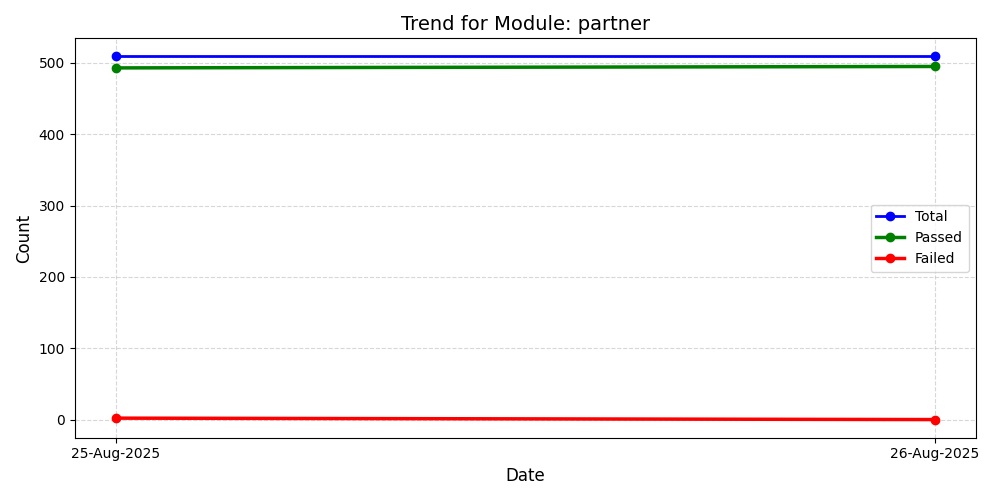 Trend for Module: partner
500
400
300
200
100
0
Count
Total
Passed
Failed
25-Aug-2025
26-Aug-2025
Date